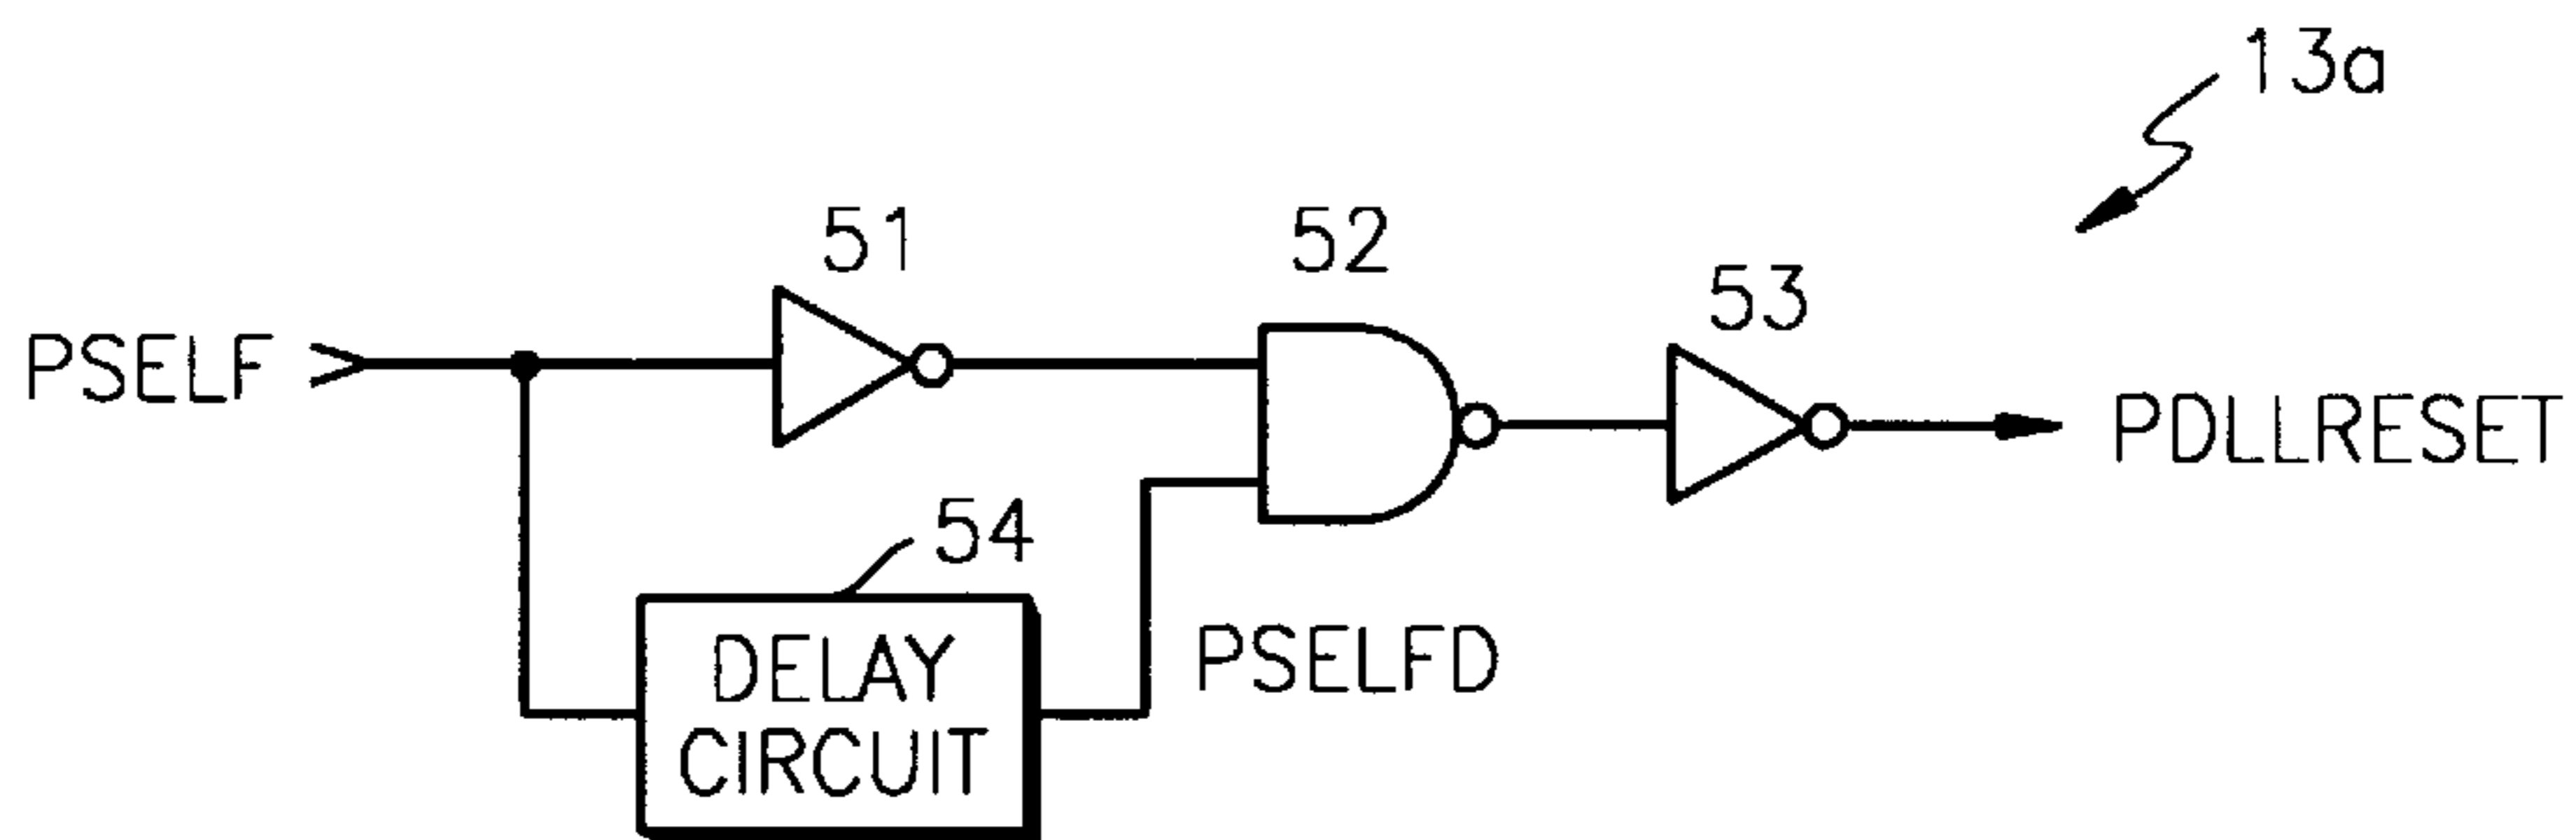 13a
51
52
53
PSELF
PDLLRESET
54
PSELFD
DELAY
CIRCUIT